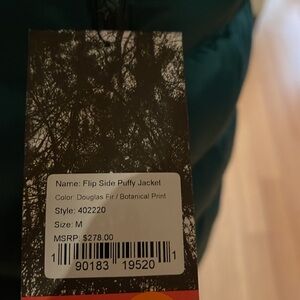 Name: Flip Side Puffy Jacket
Color: Douglas Fir / Botanical Print
Style: 402220
Size: M
MSRP: $278.00
1 90183 19520 1